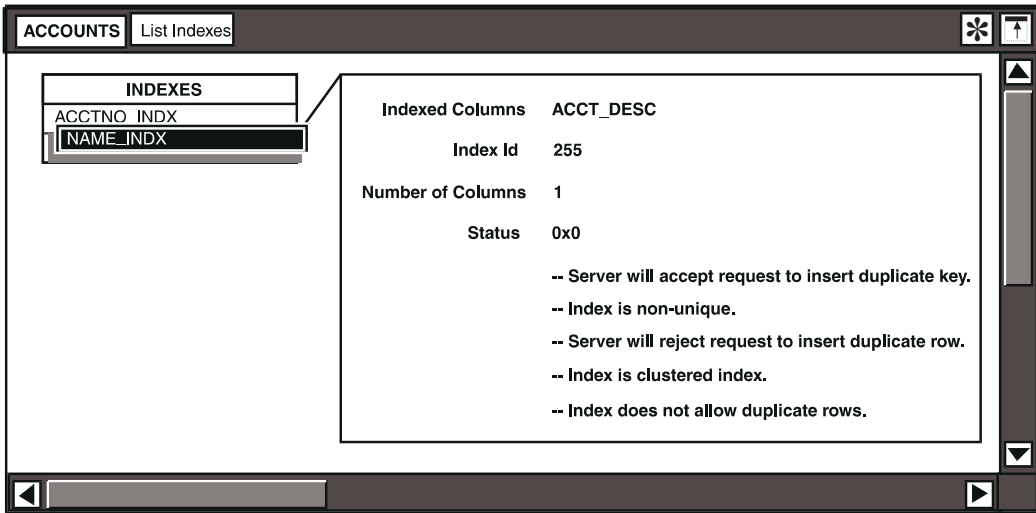 ACCOUNTS List Indexes
INDEXES
ACCTNO_INDX
NAME_INDX
Indexed Columns ACCT_DESC
Index Id 255
Number of Columns 1
Status 0x0
-- Server will accept request to insert duplicate key.
-- Index is non-unique.
-- Server will reject request to insert duplicate row.
-- Index is clustered index.
-- Index does not allow duplicate rows.